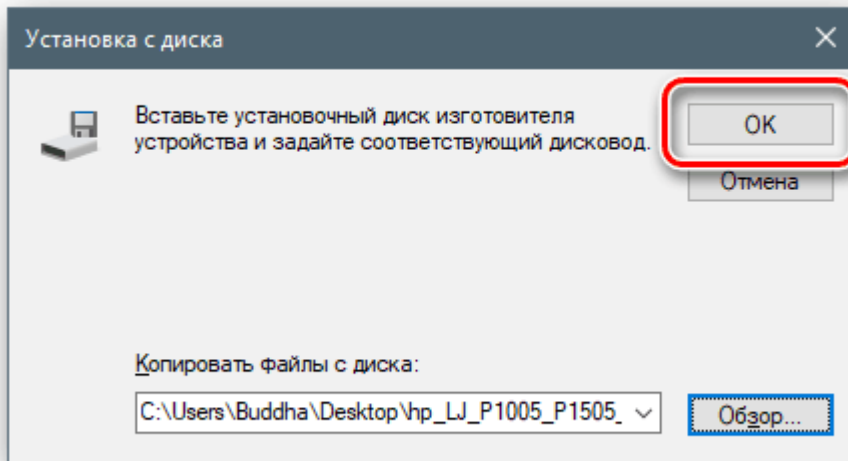 Установка с диска
Вставьте установочный диск изготовителя
устройства и задайте соответствующий дисковод.
OK
Отмена
Копировать файлы с диска:
C:\Users\Buddha\Desktop\hp_LJ_P1005_P1505_
Обзор...